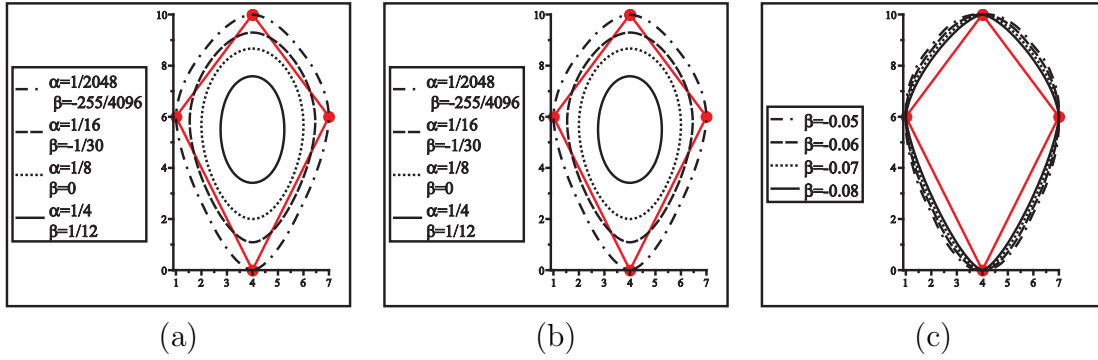 10
8
6
4
2
0
1 2 3 4 5 6 7
α=1/2048
β=-255/4096
α=1/16
β=-1/30
α=1/8
β=0
α=1/4
β=1/12
(a)
10
8
6
4
2
0
1 2 3 4 5 6 7
α=1/2048
β=-255/4096
α=1/16
β=-1/30
α=1/8
β=0
α=1/4
β=1/12
(b)
10
8
6
4
2
0
1 2 3 4 5 6 7
β=-0.05
β=-0.06
β=-0.07
β=-0.08
(c)